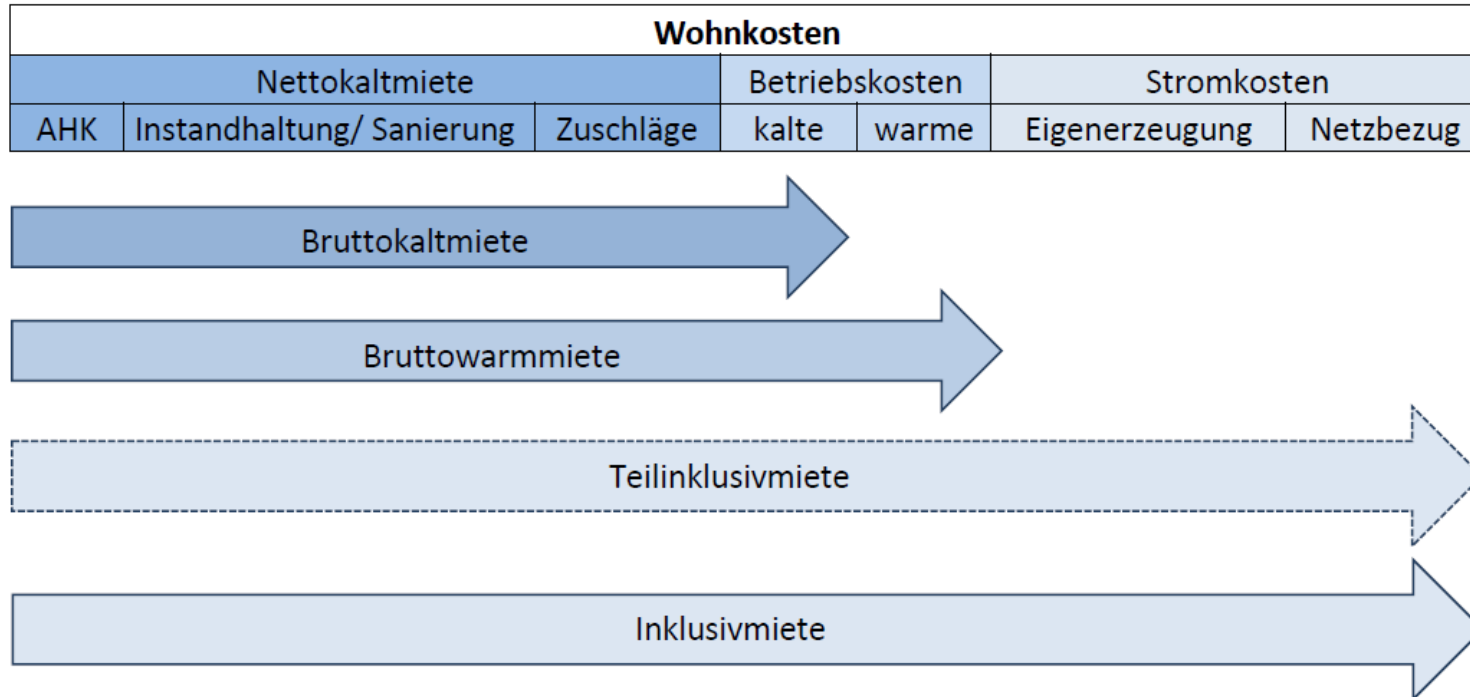 Wohnkosten
Nettokaltmiete Betriebskosten Stromkosten
AHK Instandhaltung/ Sanierung Zuschläge kalte warme Eigenerzeugung Netzbezug
Bruttokaltmiete
Bruttowarmmiete
Teilinklusivmiete
Inklusivmiete